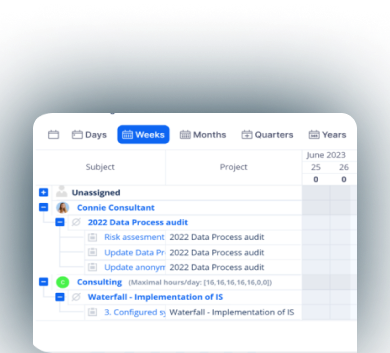 Days Weeks Months Quarters Years
Subject Project June 2023
25 26
0 0
Unassigned
Connie Consultant
2022 Data Process audit
Risk assesment 2022 Data Process audit
Update Data Pr 2022 Data Process audit
Update anonym 2022 Data Process audit
C Consulting (Maximal hours/day: [16,16,16,16,16,0,0])
Waterfall - Implementation of IS
3. Configured sy Waterfall - Implementation of IS